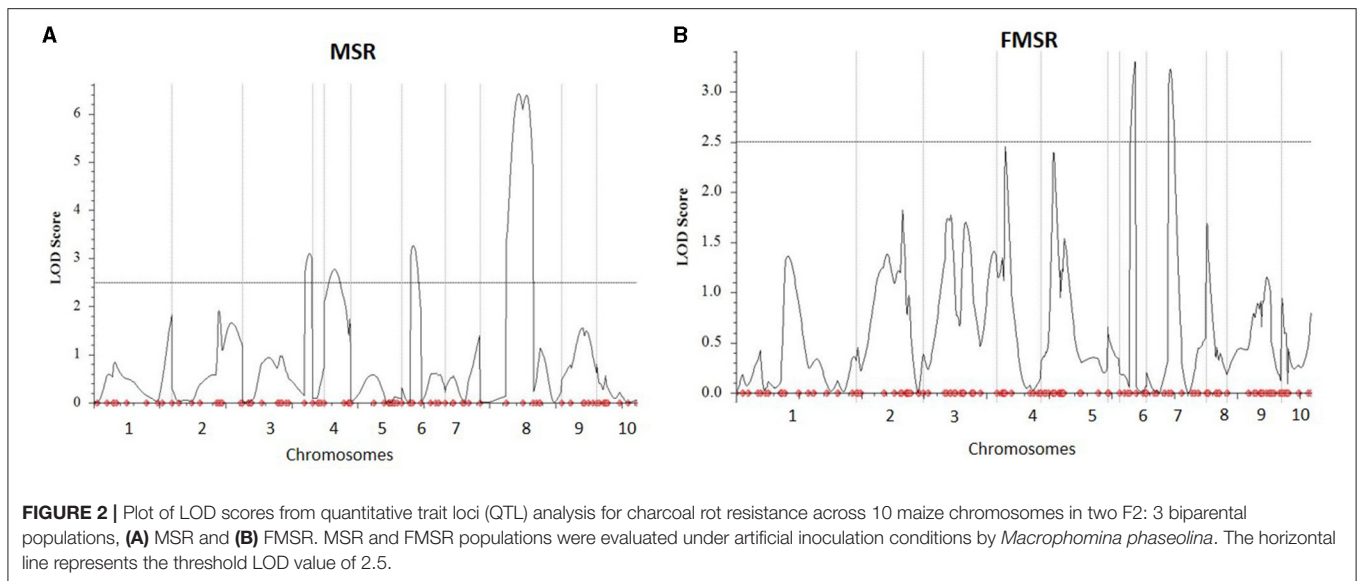 A
MSR
LOD Score
6
5
4
3
2
1
0
1 2 3 4 5 6 7 8 9 10
Chromosomes
B
FMSR
LOD Score
3.0
2.5
2.0
1.5
1.0
0.5
0.0
1 2 3 4 5 6 7 8 9 10
Chromosomes
FIGURE 2 | Plot of LOD scores from quantitative trait loci (QTL) analysis for charcoal rot resistance across 10 maize chromosomes in two F2: 3 biparental
populations, (A) MSR and (B) FMSR. MSR and FMSR populations were evaluated under artificial inoculation conditions by Macrophomina phaseolina. The horizontal
line represents the threshold LOD value of 2.5.